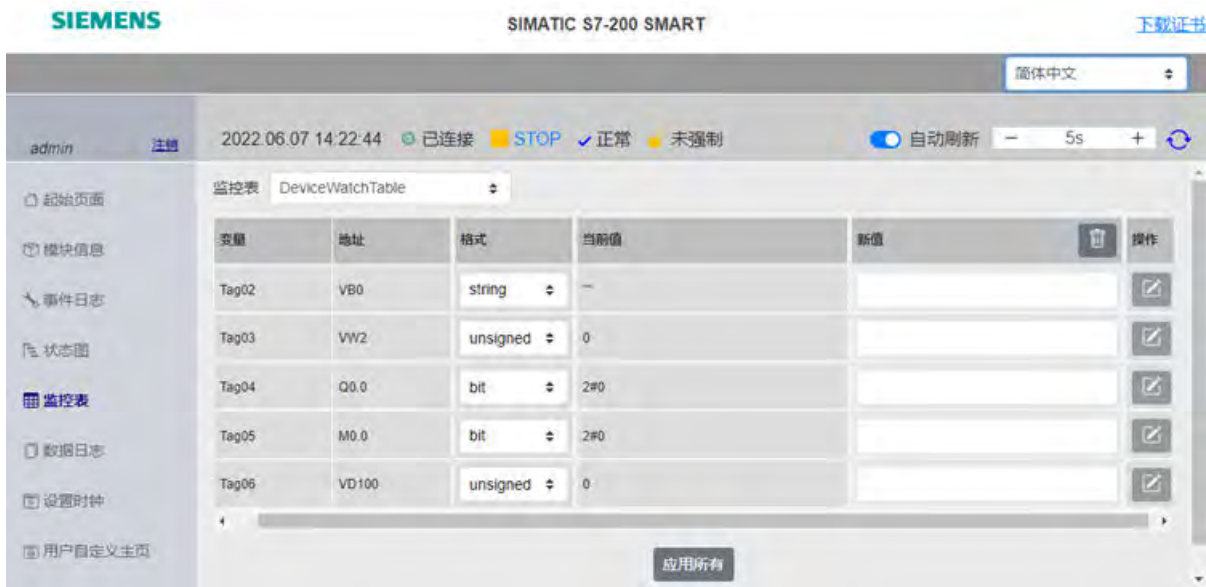 SIEMENS
SIMATIC S7-200 SMART
下载证书
简体中文
admin 注销
2022.06.07 14:22:44 已连接 STOP 正常 未强制 自动刷新 − 5s +
起始页面
模块信息
事件日志
状态图
监控表
数据日志
设置时钟
用户自定义主页
监控表 DeviceWatchTable
变量 地址 格式 当前值 新值 操作
Tag02 VB0 string ""
Tag03 VW2 unsigned 0
Tag04 Q0.0 bit 2#0
Tag05 M0.0 bit 2#0
Tag06 VD100 unsigned 0
应用所有